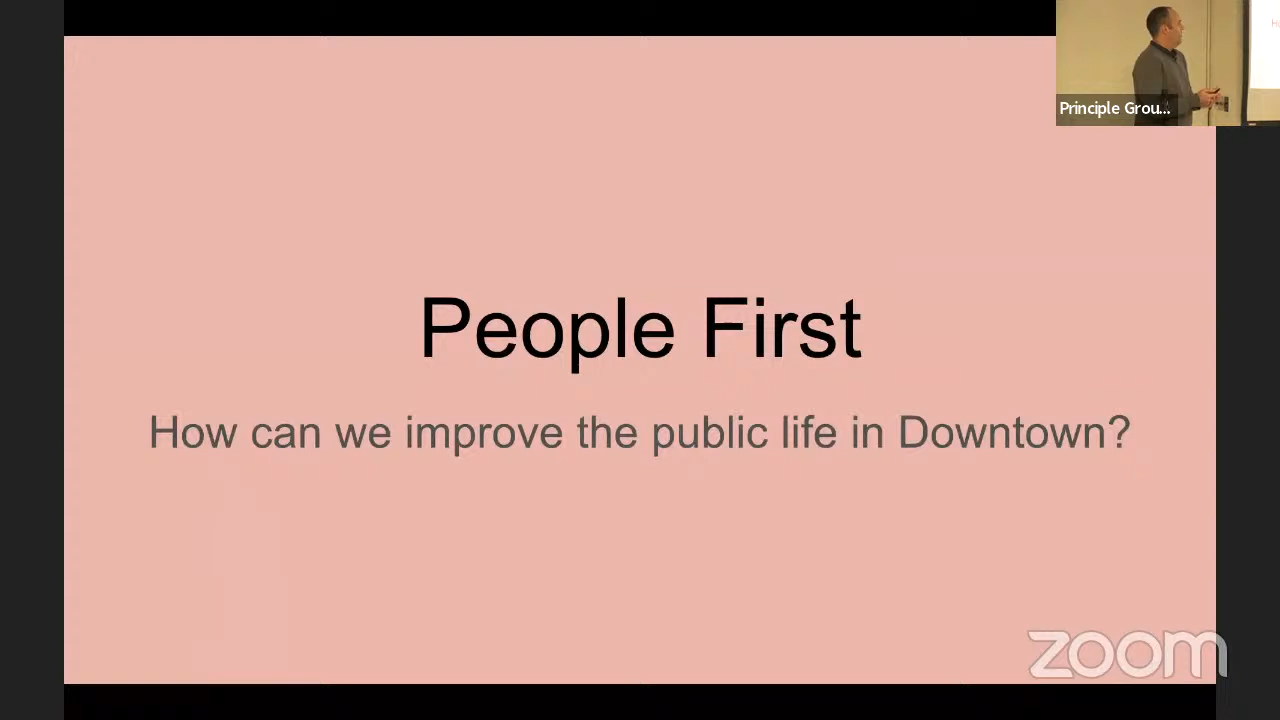 Principle Grou...
People First
How can we improve the public life in Downtown?
zoom